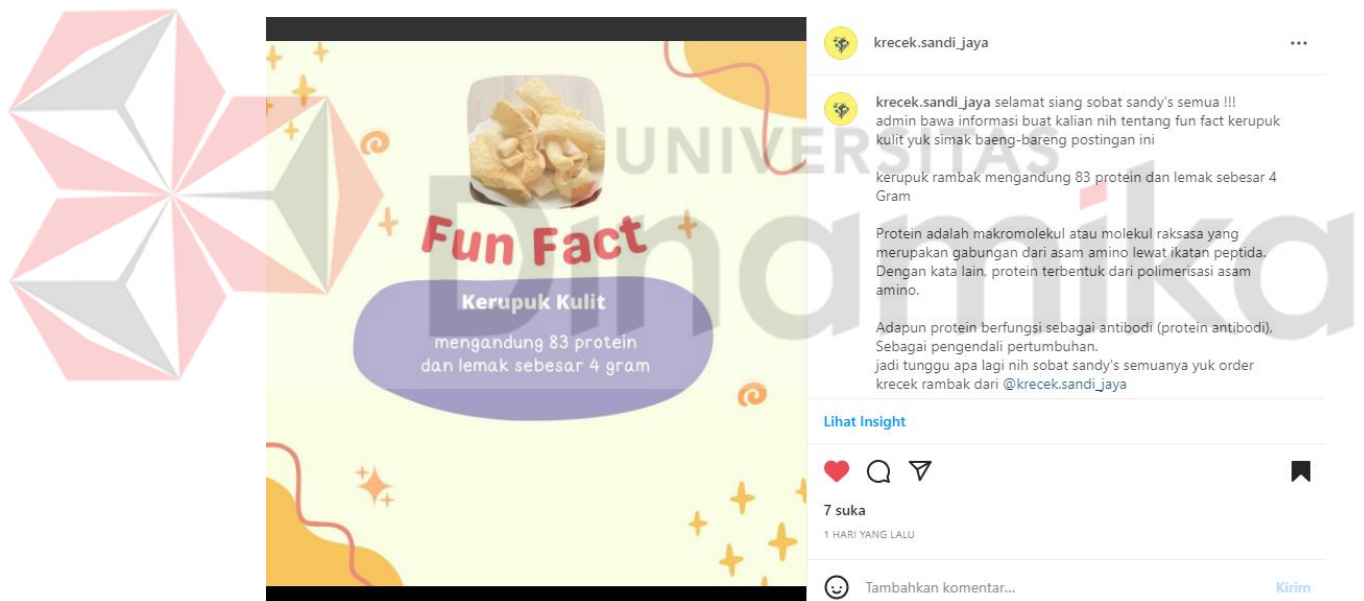 UNIVERSITAS
Dinamika
Fun Fact
Kerupuk Kulit
mengandung 83 protein
dan lemak sebesar 4 gram
krecek.sandi_jaya
krecek.sandi_jaya selamat siang sobat sandy's semua !!!
admin bawa informasi buat kalian nih tentang fun fact kerupuk
kulit yuk simak baeng-bareng postingan ini
kerupuk rambak mengandung 83 protein dan lemak sebesar 4
Gram
Protein adalah makromolekul atau molekul raksasa yang
merupakan gabungan dari asam amino lewat ikatan peptida.
Dengan kata lain, protein terbentuk dari polimerisasi asam
amino.
Adapun protein berfungsi sebagai antibodi (protein antibodi),
Sebagai pengendali pertumbuhan.
jadi tunggu apa lagi nih sobat sandy's semuanya yuk order
krecek rambak dari @krecek.sandi_jaya
Lihat Insight
7 suka
1 HARI YANG LALU
Tambahkan komentar...
Kirim